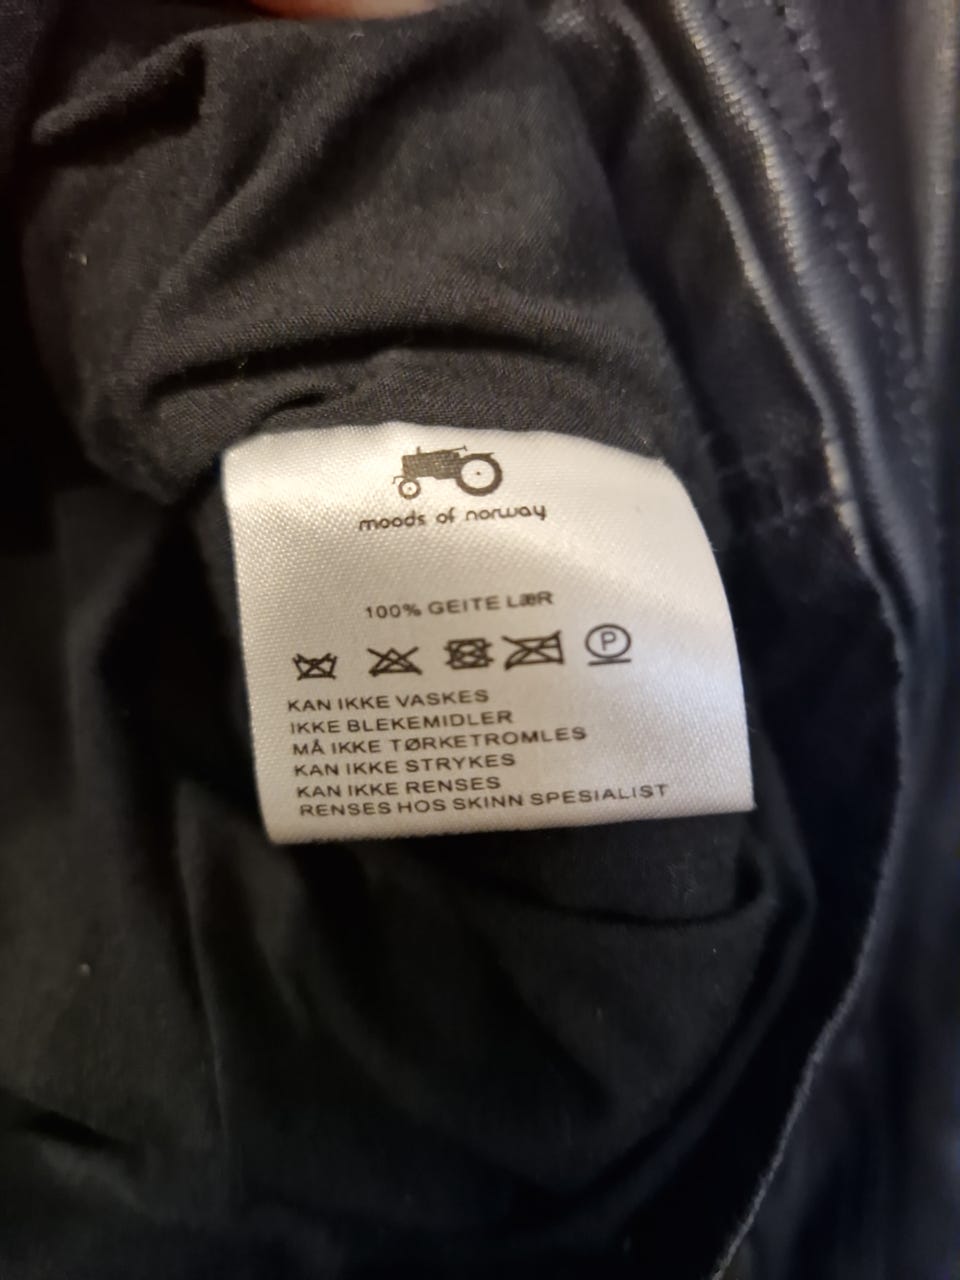 moods of norway
100% GEITE LÆR
P
KAN IKKE VASKES
IKKE BLEKEMIDLER
MÅ IKKE TØRKETROMLES
KAN IKKE STRYKES
KAN IKKE RENSES
RENSES HOS SKINN SPESIALIST